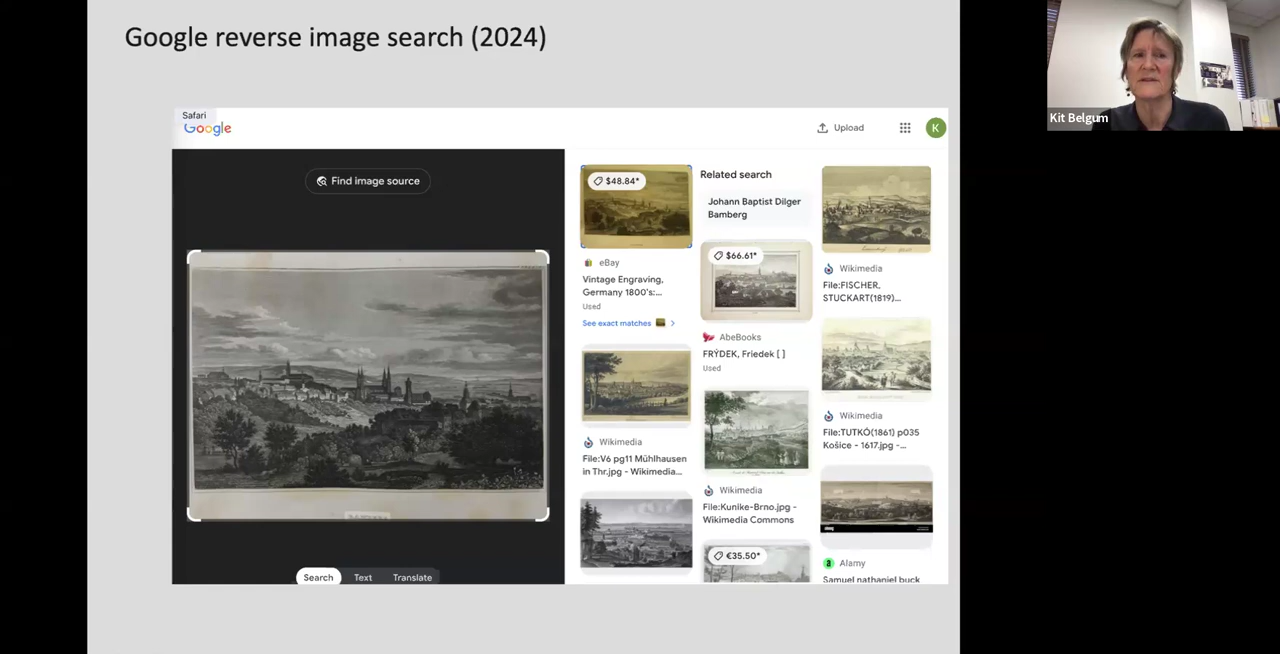 Google reverse image search (2024)
Kit Belgum
Safari
Google
Upload
K
Find image source
Search
Text
Translate
$48.84*
eBay
Vintage Engraving,
Germany 1800's:...
Used
See exact matches
Wikimedia
File:V6 pg11 Mühlhausen
in Thr.jpg - Wikimedia...
Related search
Johann Baptist Dilger
Bamberg
$66.61*
AbeBooks
FRÝDEK, Friedek [ ]
Used
Wikimedia
File:Kunike-Brno.jpg -
Wikimedia Commons
€35.50*
Wikimedia
File:FISCHER,
STUCKART(1819)...
Wikimedia
File:TUTKÓ(1861) p035
Košice - 1617.jpg -...
a Alamy
Samuel nathaniel buck